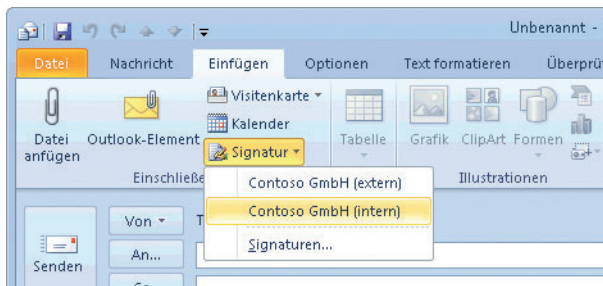 Unbenannt -
Datei Nachricht Einfügen Optionen Text formatieren Überprü
Datei anfügen
Outlook-Element
Visitenkarte
Kalender
Signatur
Tabelle
Grafik ClipArt Formen
Einschließe
Illustrationen
Contoso GmbH (extern)
Contoso GmbH (intern)
Signaturen...
Senden
Von
An...